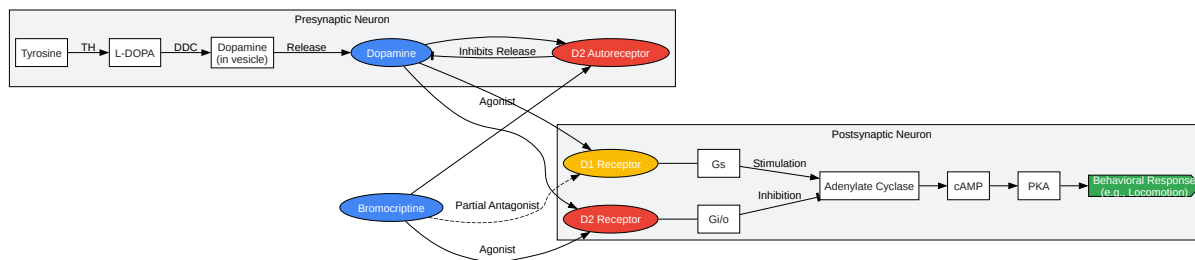 Presynaptic Neuron
Tyrosine
TH
L-DOPA
DDC
Dopamine
(in vesicle)
Release
Dopamine
Inhibits Release
D2 Autoreceptor
Agonist
Postsynaptic Neuron
D1 Receptor
Gs
Stimulation
Adenylate Cyclase
cAMP
PKA
Behavioral Response
(e.g., Locomotion)
Inhibition
Bromocriptine
Partial Antagonist
D2 Receptor
Gi/o
Agonist